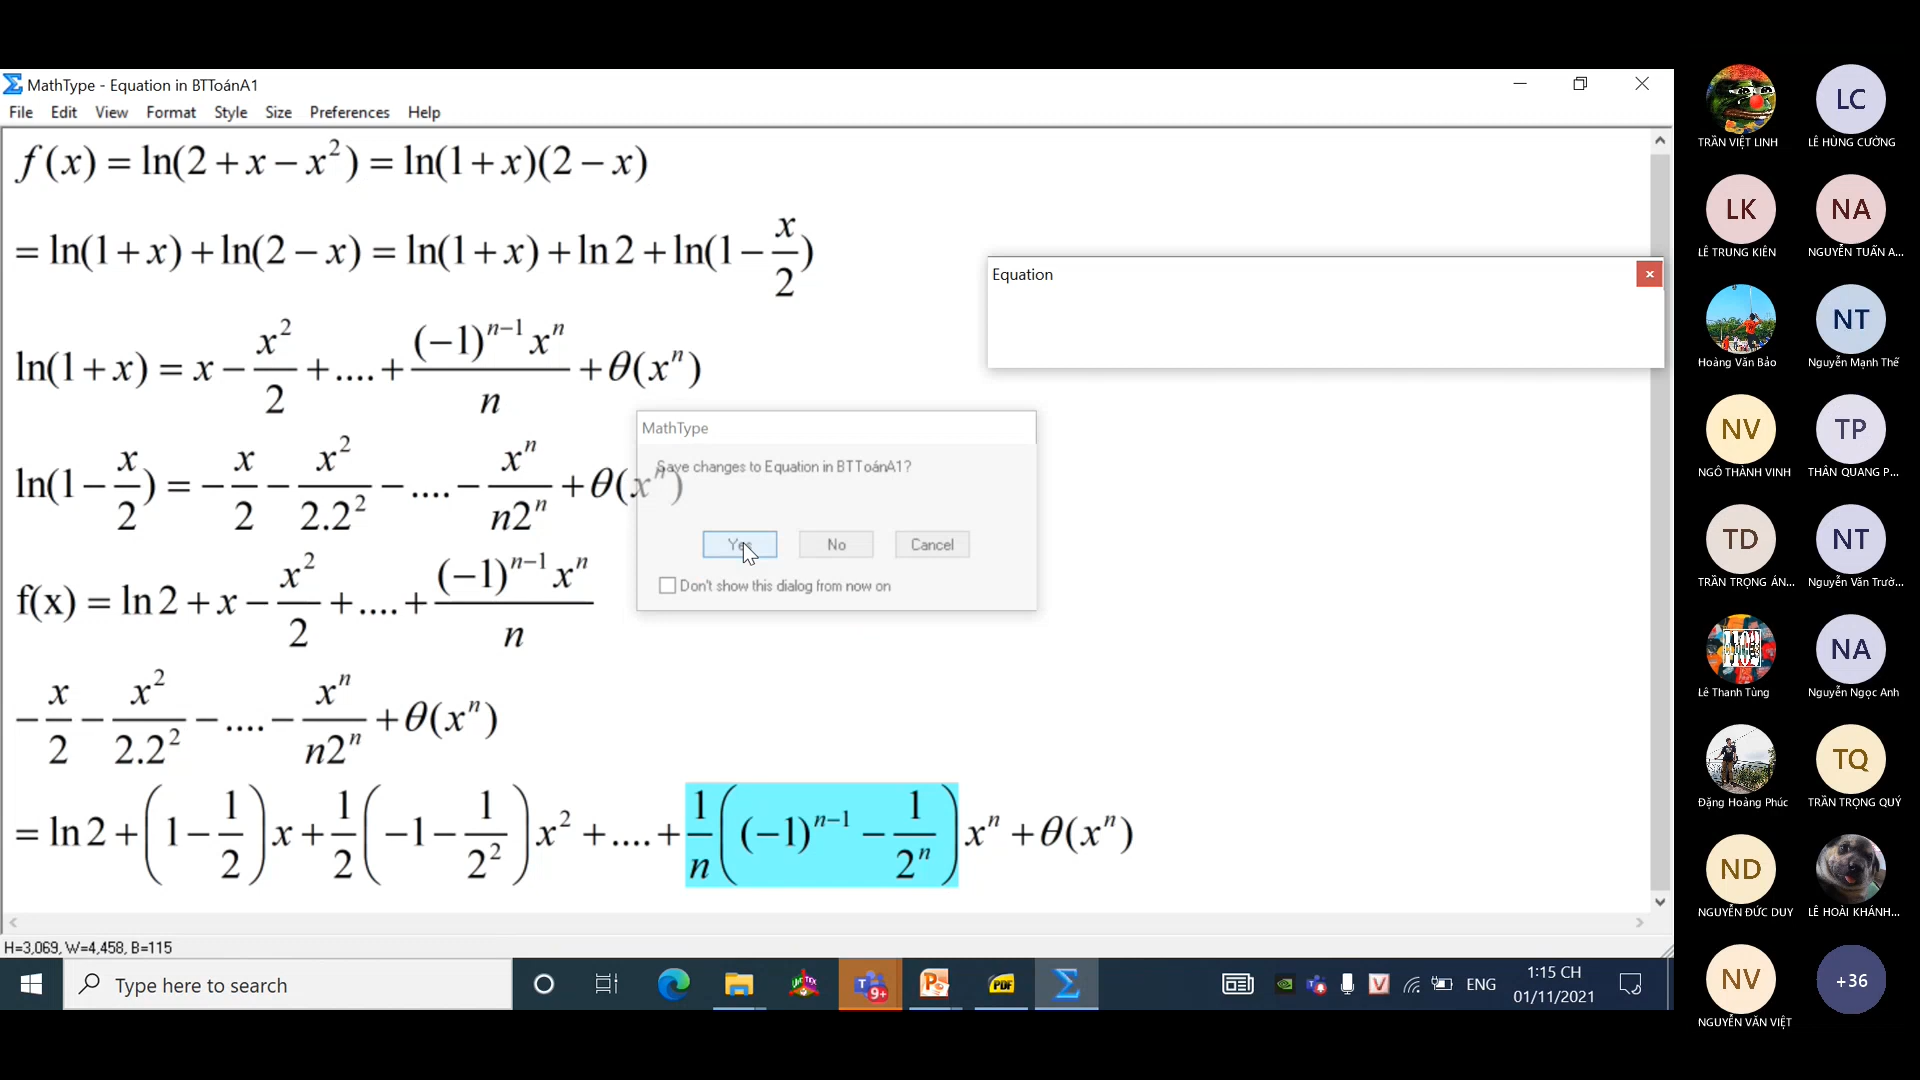 MathType - Equation in BTToánA1
File Edit View Format Style Size Preferences Help
f(x) = ln(2 + x − x²) = ln(1 + x)(2 − x)
= ln(1 + x) + ln(2 − x) = ln(1 + x) + ln 2 + ln(1 − x/2)
ln(1 + x) = x − x²/2 + .... + (−1)ⁿ⁻¹xⁿ/n + θ(xⁿ)
ln(1 − x/2) = − x/2 − x²/2.2² − .... − xⁿ/n2ⁿ + θ(xⁿ)
f(x) = ln 2 + x − x²/2 + .... + (−1)ⁿ⁻¹xⁿ/n
− x/2 − x²/2.2² − .... − xⁿ/n2ⁿ + θ(xⁿ)
= ln 2 + (1 − 1/2)x + 1/2(−1 − 1/2²)x² + .... + 1/n((−1)ⁿ⁻¹ − 1/2ⁿ)xⁿ + θ(xⁿ)
Equation
MathType
Save changes to Equation in BTToánA1?
Yes No Cancel
Don't show this dialog from now on
H=3,069, W=4,458, B=115
Type here to search
9+
PDF
ENG
1:15 CH
01/11/2021
LC
TRẦN VIỆT LINH LÊ HÙNG CƯỜNG
LK NA
LÊ TRUNG KIÊN NGUYỄN TUẤN A...
NT
Hoàng Văn Bảo Nguyễn Mạnh Thế
NV TP
NGÔ THÀNH VINH THÂN QUANG P...
TD NT
TRẦN TRỌNG ÁN... Nguyễn Văn Trườ...
NA
Lê Thanh Tùng Nguyễn Ngọc Anh
TQ
Đặng Hoàng Phúc TRẦN TRỌNG QUÝ
ND
NGUYỄN ĐỨC DUY LÊ HOÀI KHÁNH...
NV +36
NGUYỄN VĂN VIỆT